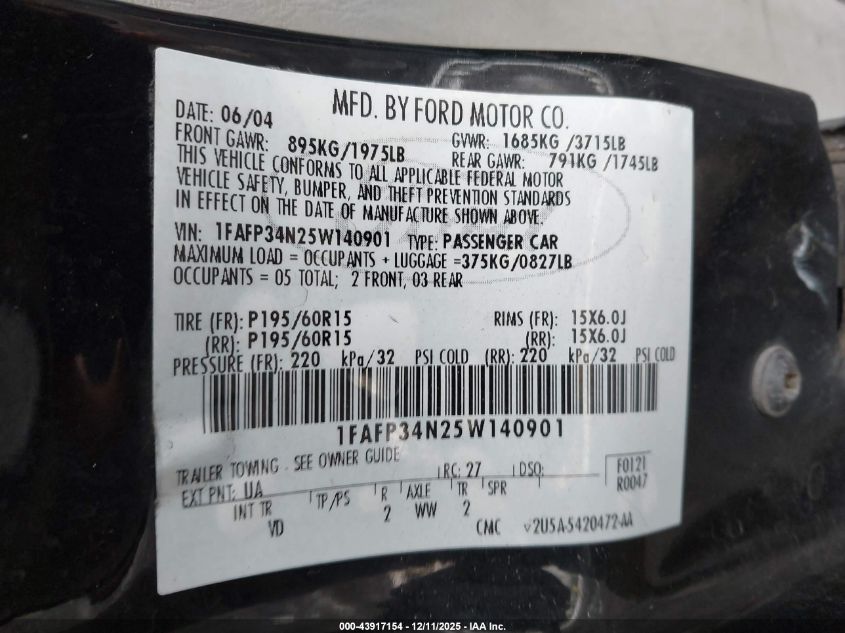 MFD. BY FORD MOTOR CO.
DATE: 06/04
FRONT GAWR: 895KG/1975LB
GVWR: 1685KG /3715LB
REAR GAWR: 791KG /1745LB
THIS VEHICLE CONFORMS TO ALL APPLICABLE FEDERAL MOTOR
VEHICLE SAFETY, BUMPER, AND THEFT PREVENTION STANDARDS
IN EFFECT ON THE DATE OF MANUFACTURE SHOWN ABOVE.
VIN: 1FAFP34N25W140901 TYPE: PASSENGER CAR
MAXIMUM LOAD = OCCUPANTS + LUGGAGE =375KG/0827LB
OCCUPANTS = 05 TOTAL; 2 FRONT, 03 REAR
TIRE (FR): P195/60R15 RIMS (FR): 15X6.0J
(RR): P195/60R15 (RR): 15X6.0J
PRESSURE (FR): 220 kPa/32 PSI COLD (RR): 220 kPa/32 PSI COLD
1FAFP34N25W140901
TRAILER TOWING - SEE OWNER GUIDE
RC: 27 DSO: F0121
EXT PNT: UA R0047
INT TR TP/PS R AXLE TR SPR
VD 2 WW 2
CMC v2U5A-5420472-AA
000-43917154 - 12/11/2025 - IAA Inc.